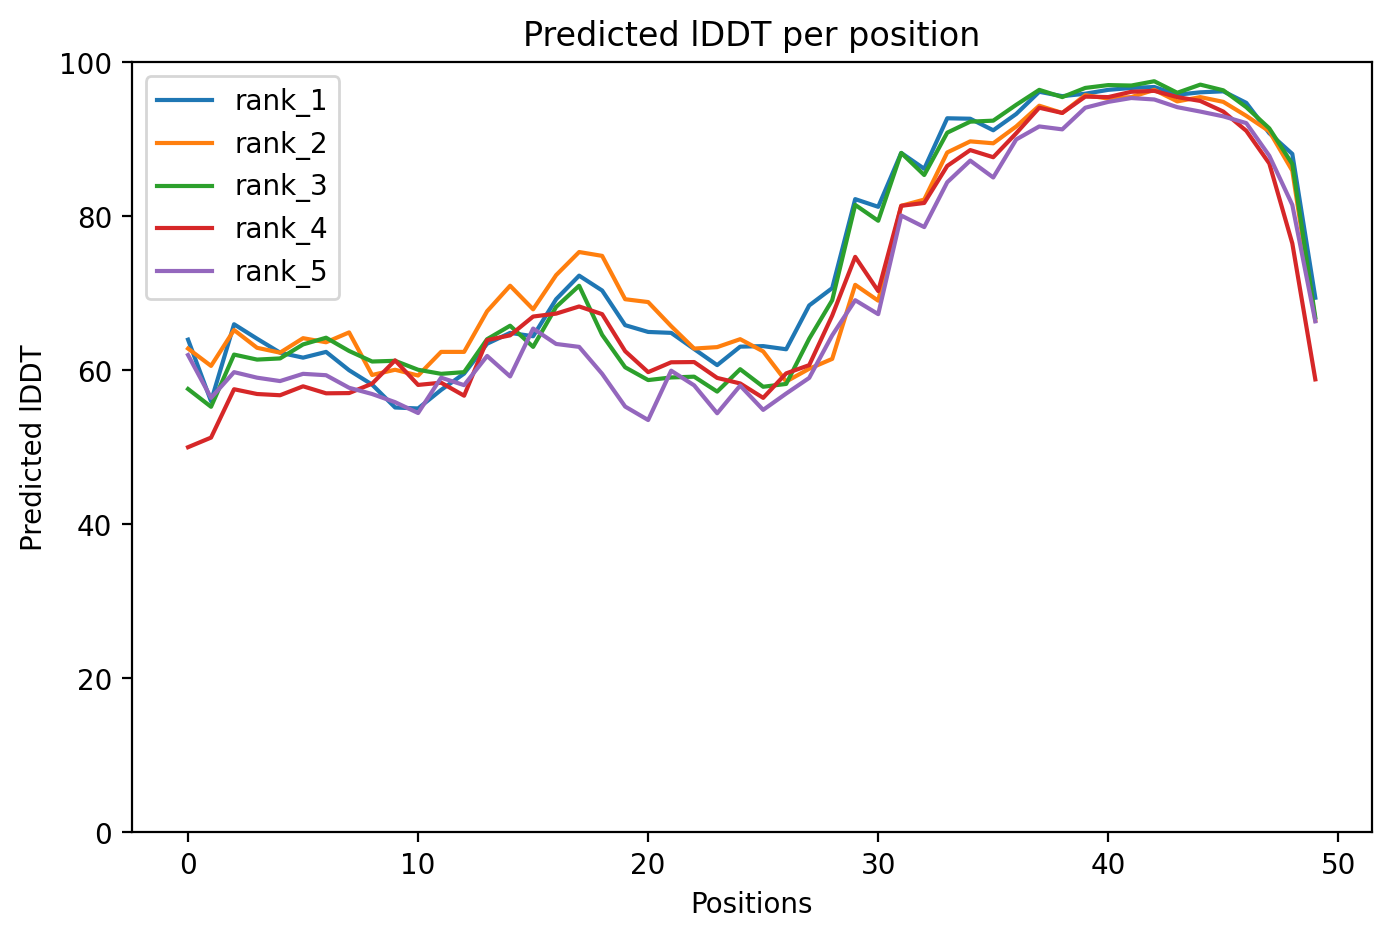 Predicted lDDT per position
100
80
60
40
20
0
Predicted lDDT
rank_1
rank_2
rank_3
rank_4
rank_5
0 10 20 30 40 50
Positions